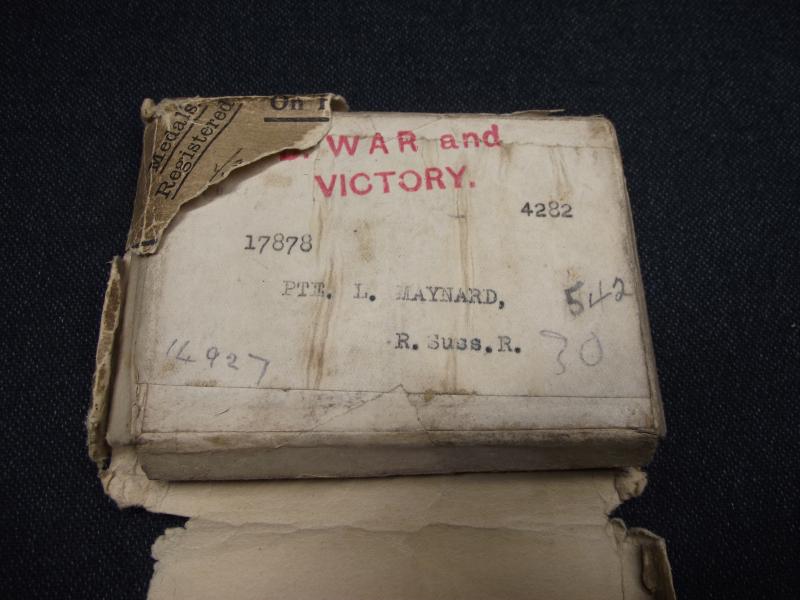 On
Medals
Registered
B. WAR and
VICTORY.
4282
17878
PTE. L. MAYNARD,
542
R. Suss.R.
30
14927